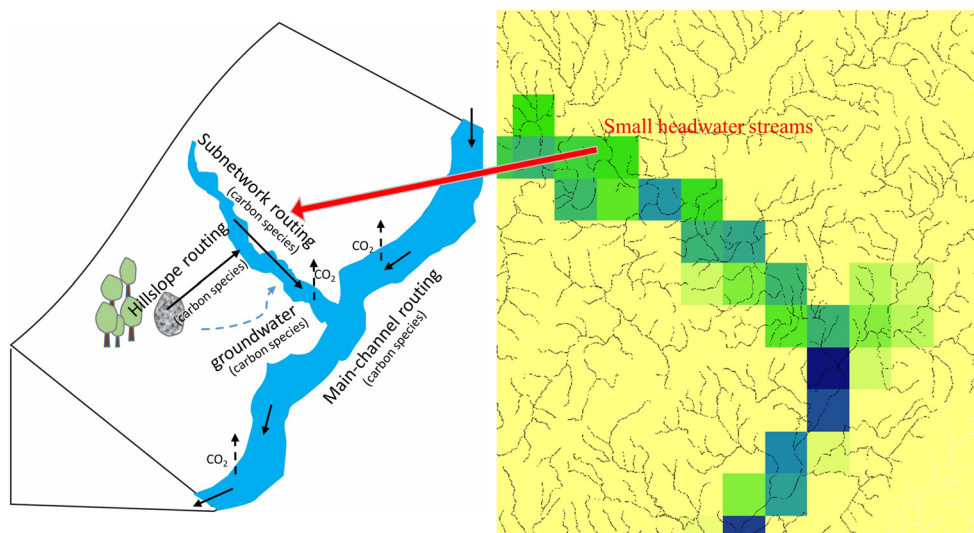 Small headwater streams
Subnetwork routing
(carbon species)
Hillslope routing
(carbon species)
CO2
CO2
groundwater
(carbon species)
Main-channel routing
(carbon species)
CO2